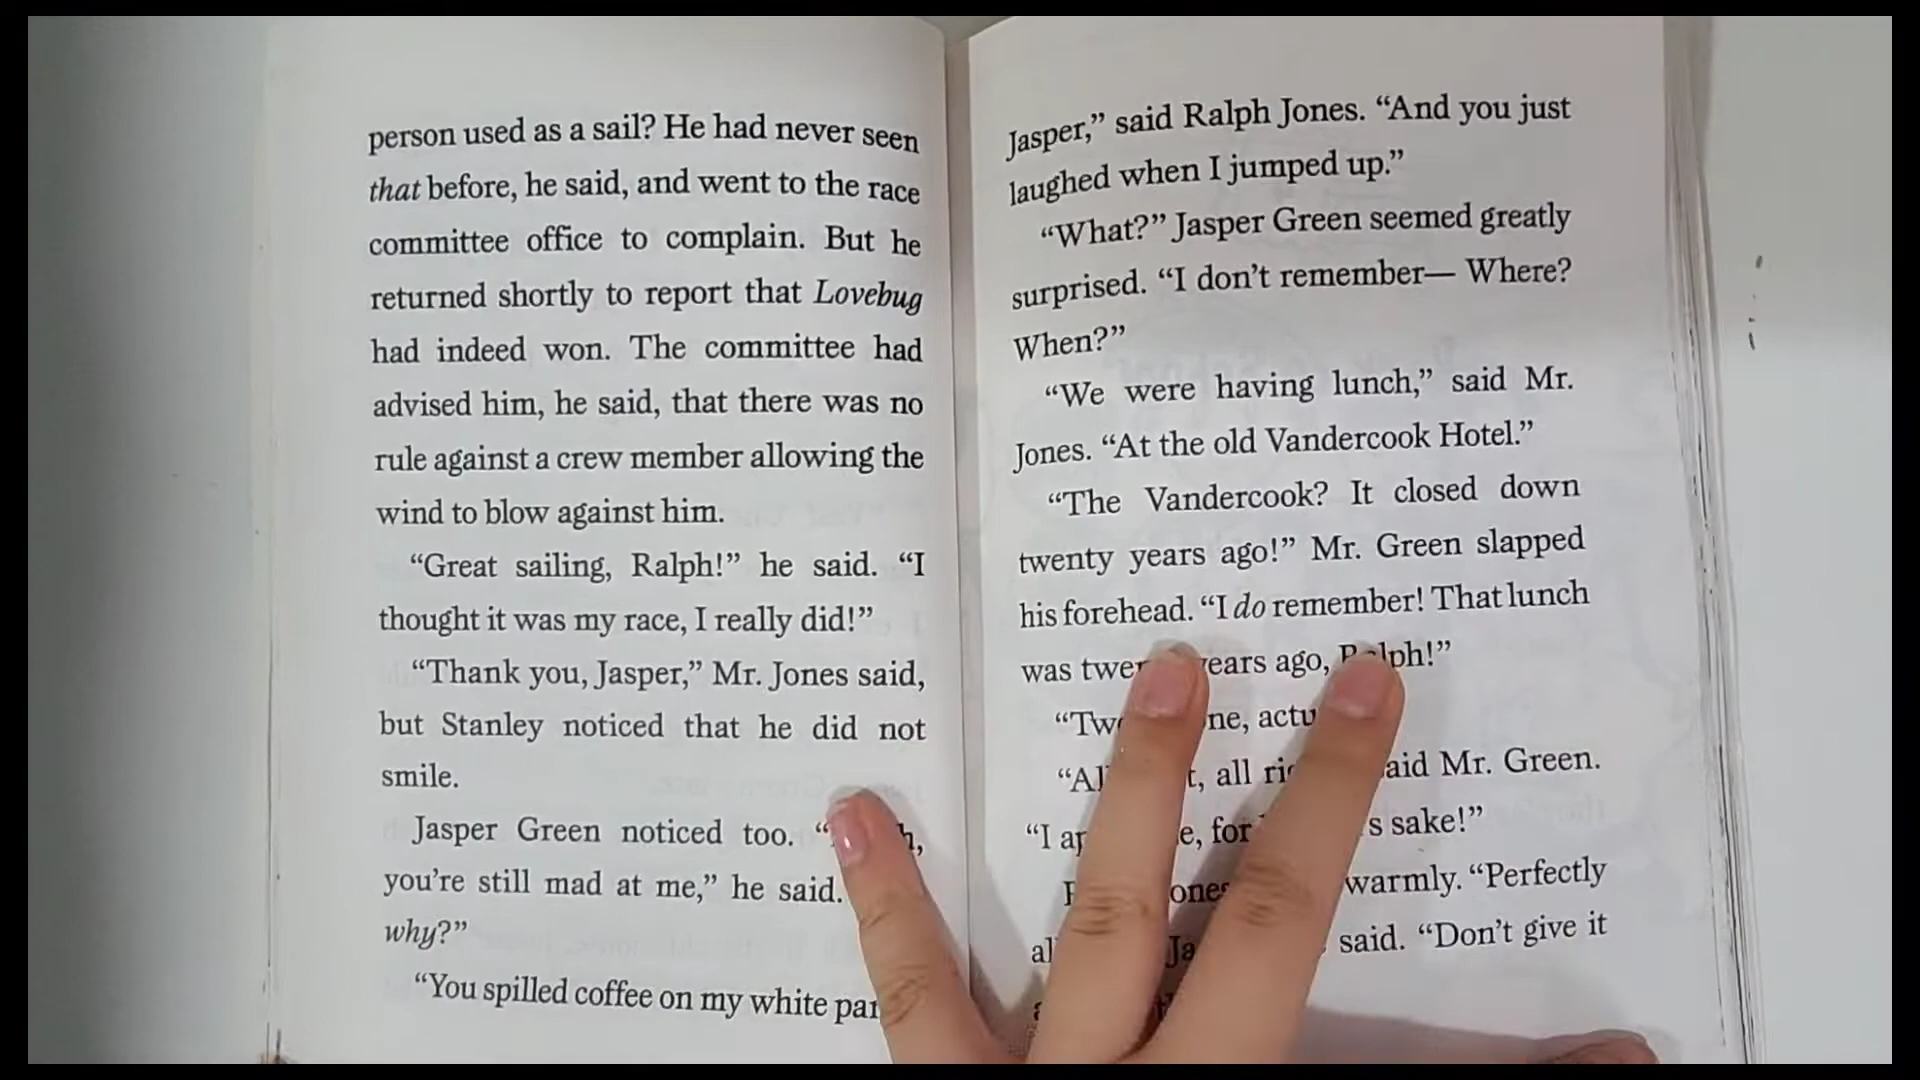 person used as a sail? He had never seen
that before, he said, and went to the race
committee office to complain. But he
returned shortly to report that Lovebug
had indeed won. The committee had
advised him, he said, that there was no
rule against a crew member allowing the
wind to blow against him.
“Great sailing, Ralph!” he said. “I
thought it was my race, I really did!”
“Thank you, Jasper,” Mr. Jones said,
but Stanley noticed that he did not
smile.
Jasper Green noticed too.
you’re still mad at me,” he said.
why?”
“You spilled coffee on my white
Jasper,” said Ralph Jones. “And you just
laughed when I jumped up.”
“What?” Jasper Green seemed greatly
surprised. “I don’t remember— Where?
When?”
“We were having lunch,” said Mr.
Jones. “At the old Vandercook Hotel.”
“The Vandercook? It closed down
twenty years ago!” Mr. Green slapped
his forehead. “I do remember! That lunch
was twenty years ago, Ralph!”
“All right, all right,” said Mr. Green.
“I sake!”
warmly. “Perfectly
said. “Don’t give it